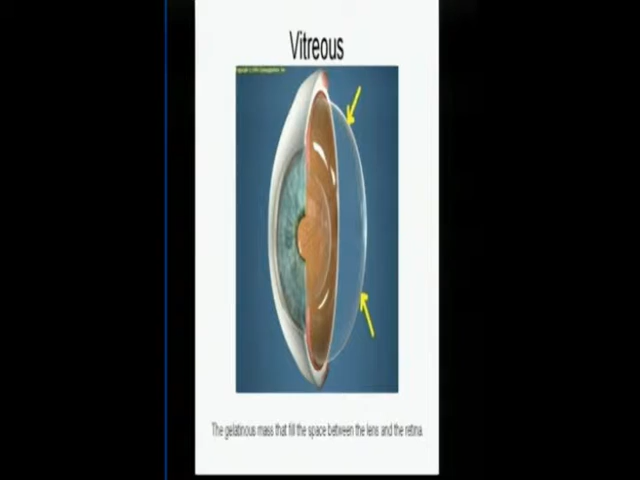 Vitreous
The gelatinous mass that fill the space between the lens and the retina